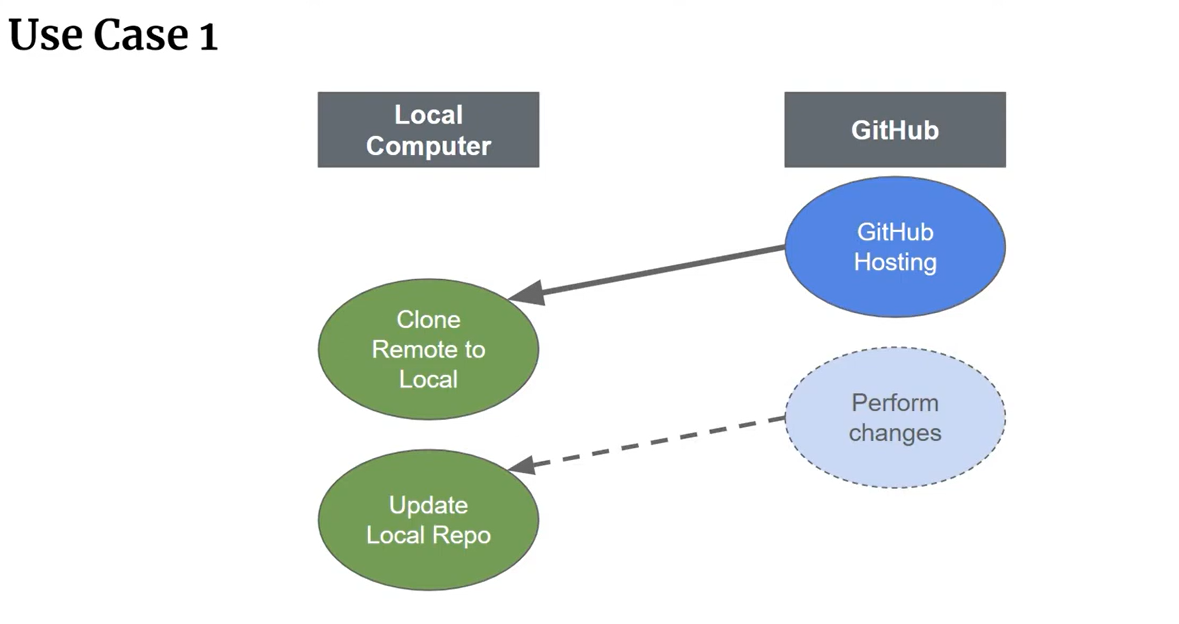 Use Case 1
Local
Computer
GitHub
GitHub
Hosting
Clone
Remote to
Local
Perform
changes
Update
Local Repo